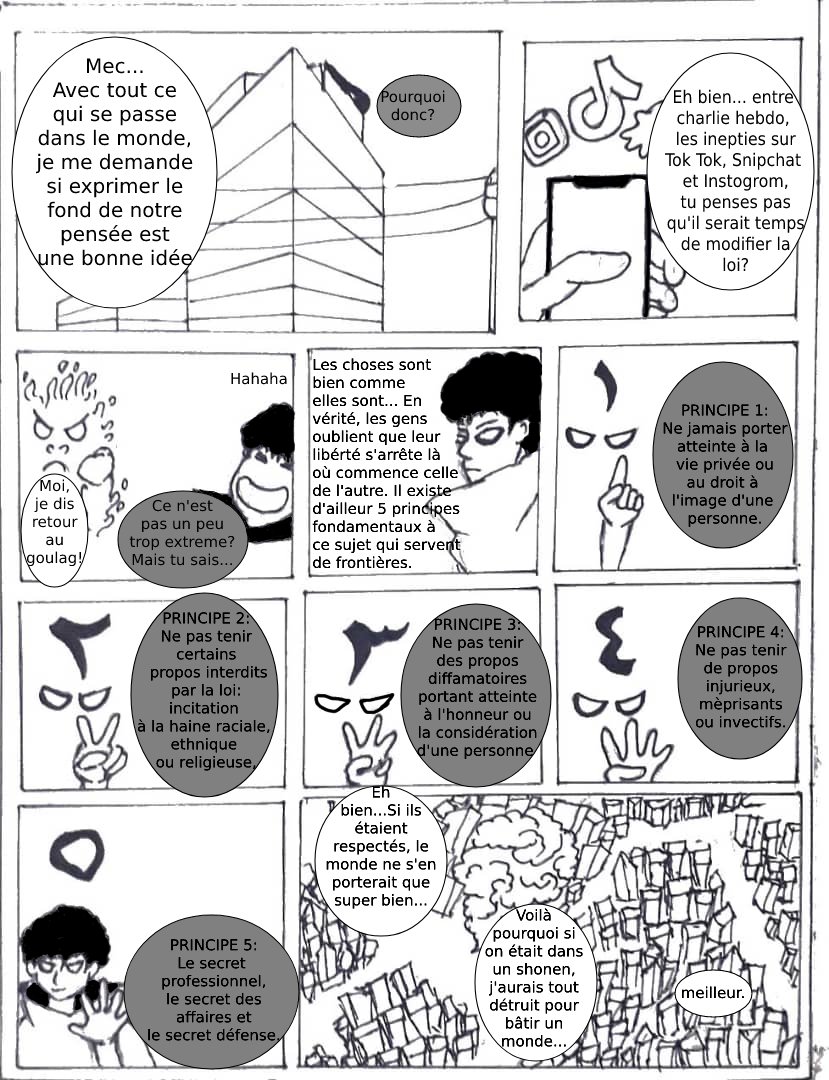 Mec...
Avec tout ce
qui se passe
dans le monde,
je me demande
si exprimer le
fond de notre
pensée est
une bonne idée
Pourquoi
donc?
Eh bien... entre
charlie hebdo,
les inepties sur
Tok Tok, Snipchat
et Instogrom,
tu penses pas
qu'il serait temps
de modifier la
loi?
Moi,
je dis
retour
au
goulag!
Hahaha
Ce n'est
pas un peu
trop extreme?
Mais tu sais...
Les choses sont
bien comme
elles sont... En
vérité, les gens
oublient que leur
libérté s'arrête là
où commence celle
de l'autre. Il existe
d'ailleur 5 principes
fondamentaux à
ce sujet qui servent
de frontières.
PRINCIPE 1:
Ne jamais porter
atteinte à la
vie privée ou
au droit à
l'image d'une
personne.
٢
PRINCIPE 2:
Ne pas tenir
certains
propos interdits
par la loi:
incitation
à la haine raciale,
ethnique
ou religieuse,
٣
PRINCIPE 3:
Ne pas tenir
des propos
diffamatoires
portant atteinte
à l'honneur ou
la considération
d'une personne
٤
PRINCIPE 4:
Ne pas tenir
de propos
injurieux,
mèprisants
ou invectifs.
٥
PRINCIPE 5:
Le secret
professionnel,
le secret des
affaires et
le secret défense.
Eh
bien...Si ils
étaient
respectés, le
monde ne s'en
porterait que
super bien...
Voilà
pourquoi si
on était dans
un shonen,
j'aurais tout
détruit pour
bâtir un
monde...
meilleur.